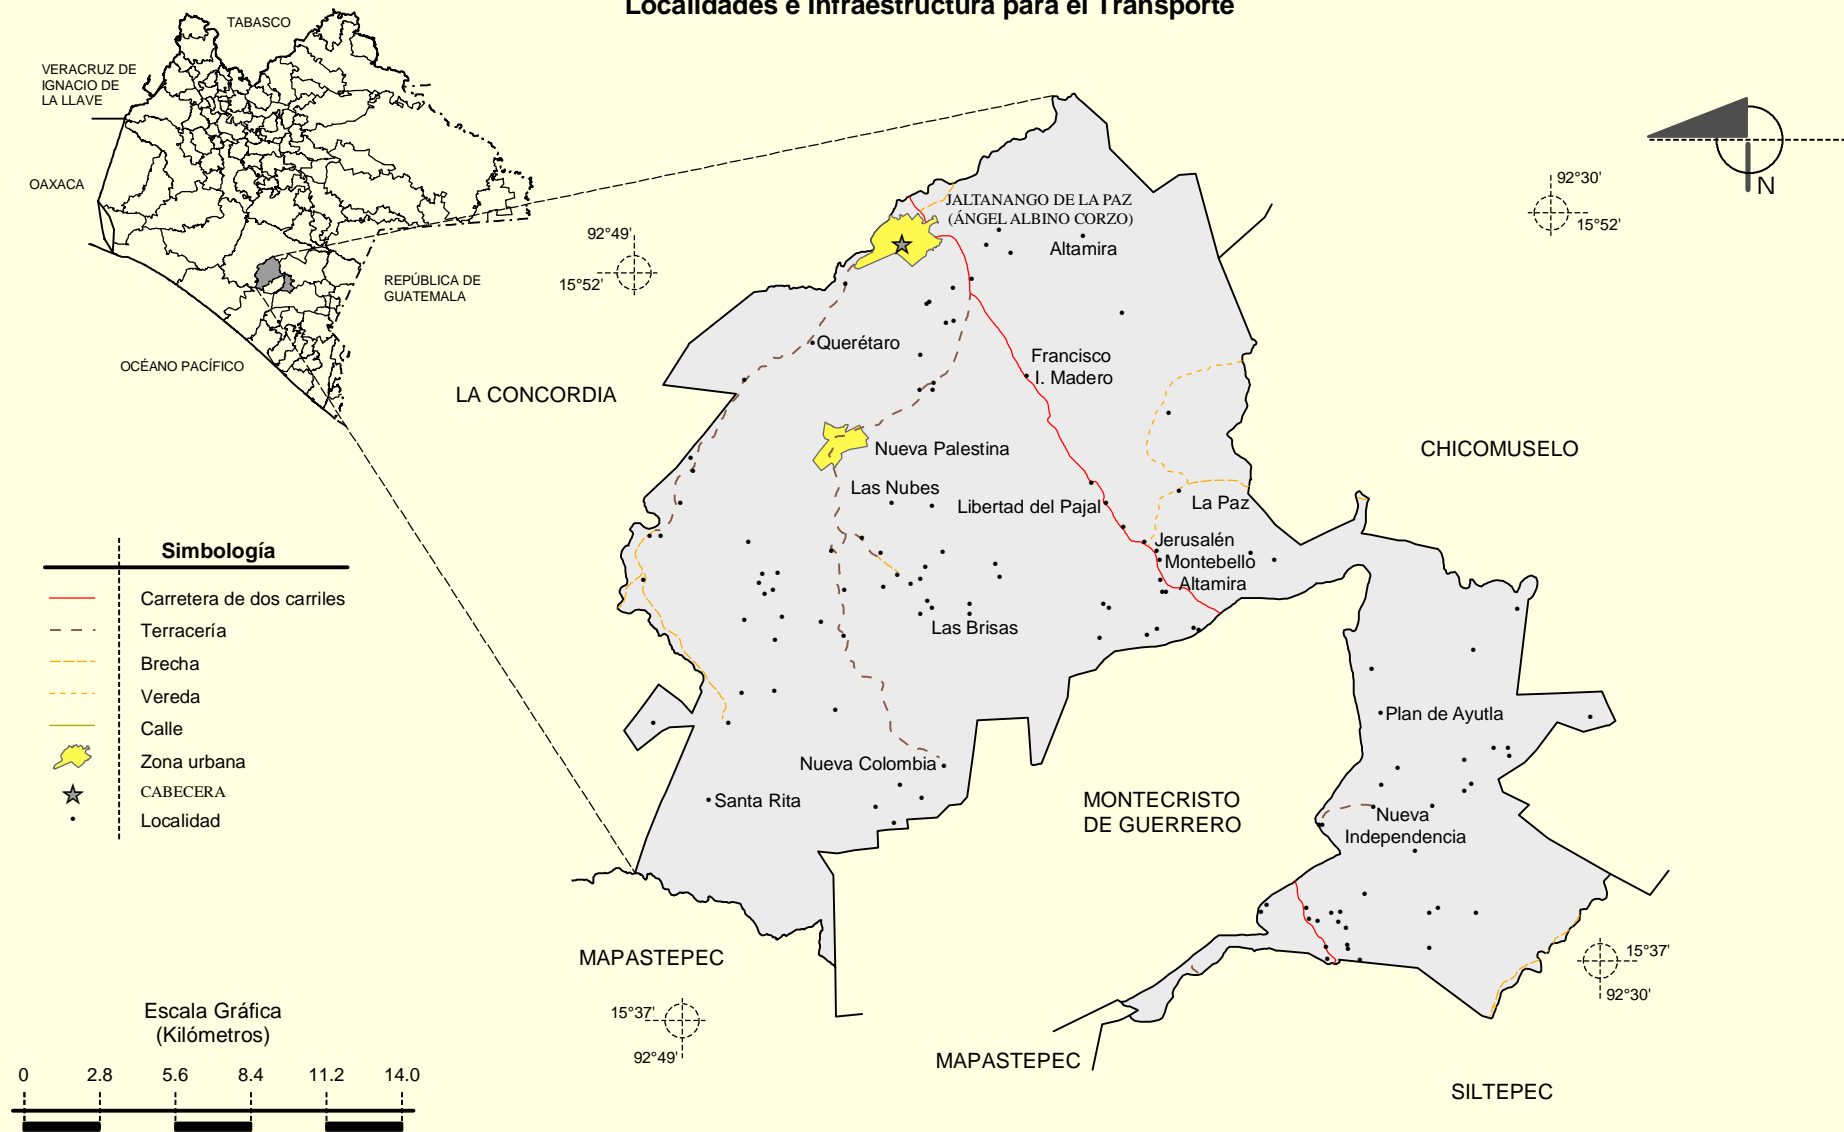 Localidades e Infraestructura para el Transporte
TABASCO
VERACRUZ DE
IGNACIO DE
LA LLAVE
OAXACA
REPÚBLICA DE
GUATEMALA
OCÉANO PACÍFICO
N
92°30'
15°52'
92°49'
15°52'
JALTANANGO DE LA PAZ
(ÁNGEL ALBINO CORZO)
Altamira
Querétaro
Francisco
I. Madero
LA CONCORDIA
CHICOMUSELO
Nueva Palestina
Las Nubes
Libertad del Pajal
La Paz
Jerusalén
Montebello
Altamira
Las Brisas
Plan de Ayutla
Nueva Colombia
Santa Rita
MONTECRISTO
DE GUERRERO
Nueva
Independencia
MAPASTEPEC
15°37'
92°30'
15°37'
92°49'
MAPASTEPEC
SILTEPEC
Simbología
Carretera de dos carriles
Terracería
Brecha
Vereda
Calle
Zona urbana
CABECERA
Localidad
Escala Gráfica
(Kilómetros)
0 2.8 5.6 8.4 11.2 14.0